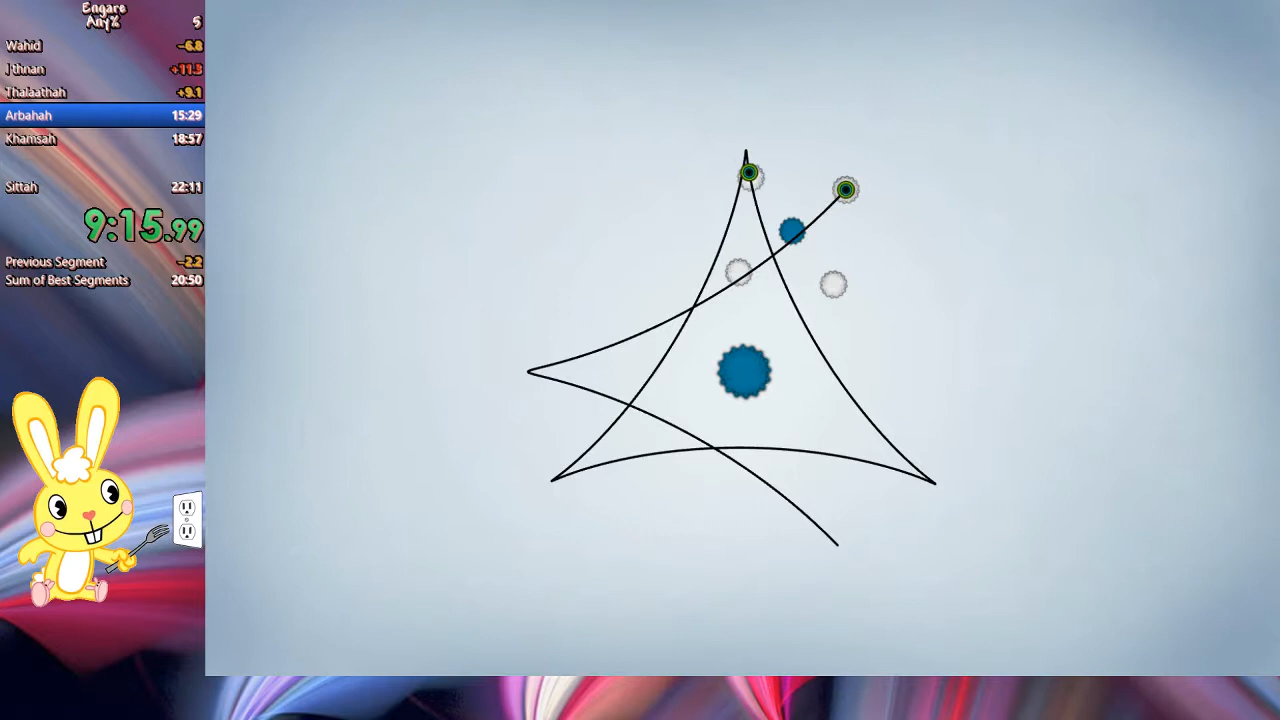 Engare
Any%
5
Wahid -6.8
I'thnan +11.3
Thalaathah +9.1
Arbahah 15:29
Khamsah 18:57
Sittah 22:11
9:15.99
Previous Segment -2.2
Sum of Best Segments 20:50